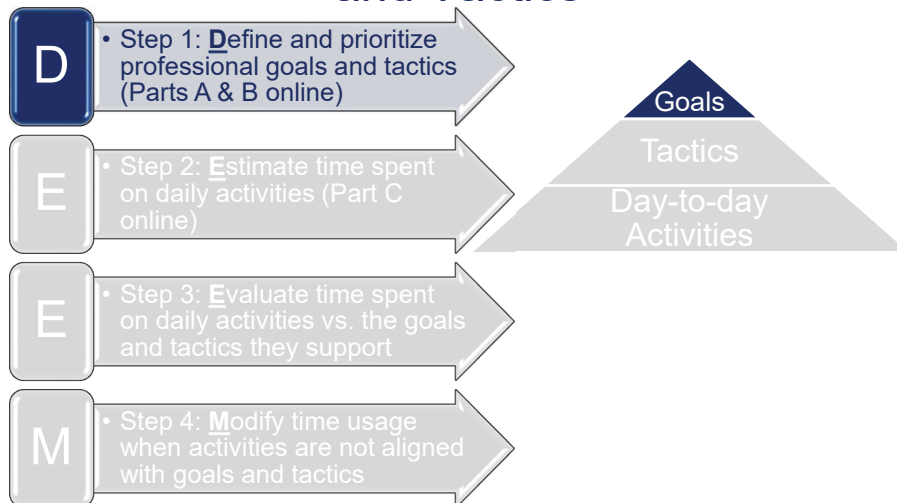 D
• Step 1: Define and prioritize
professional goals and tactics
(Parts A & B online)
E
• Step 2: Estimate time spent
on daily activities (Part C
online)
E
• Step 3: Evaluate time spent
on daily activities vs. the goals
and tactics they support
M
• Step 4: Modify time usage
when activities are not aligned
with goals and tactics
Goals
Tactics
Day-to-day
Activities